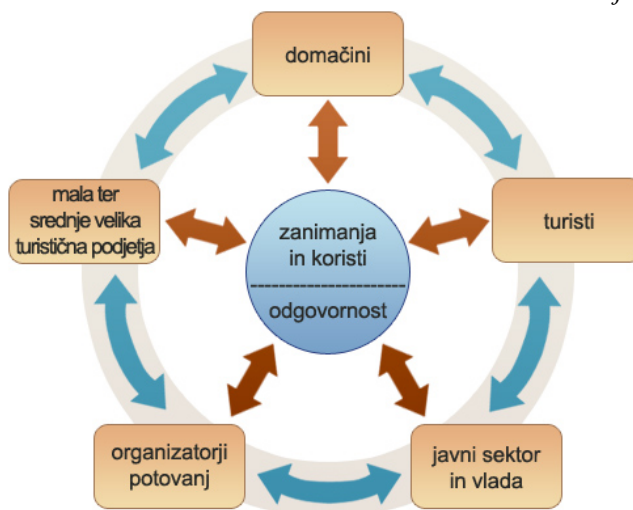 domačini
mala ter
srednje velika
turistična podjetja
zanimanja
in koristi
odgovornost
turisti
organizatorji
potovanj
javni sektor
in vlada